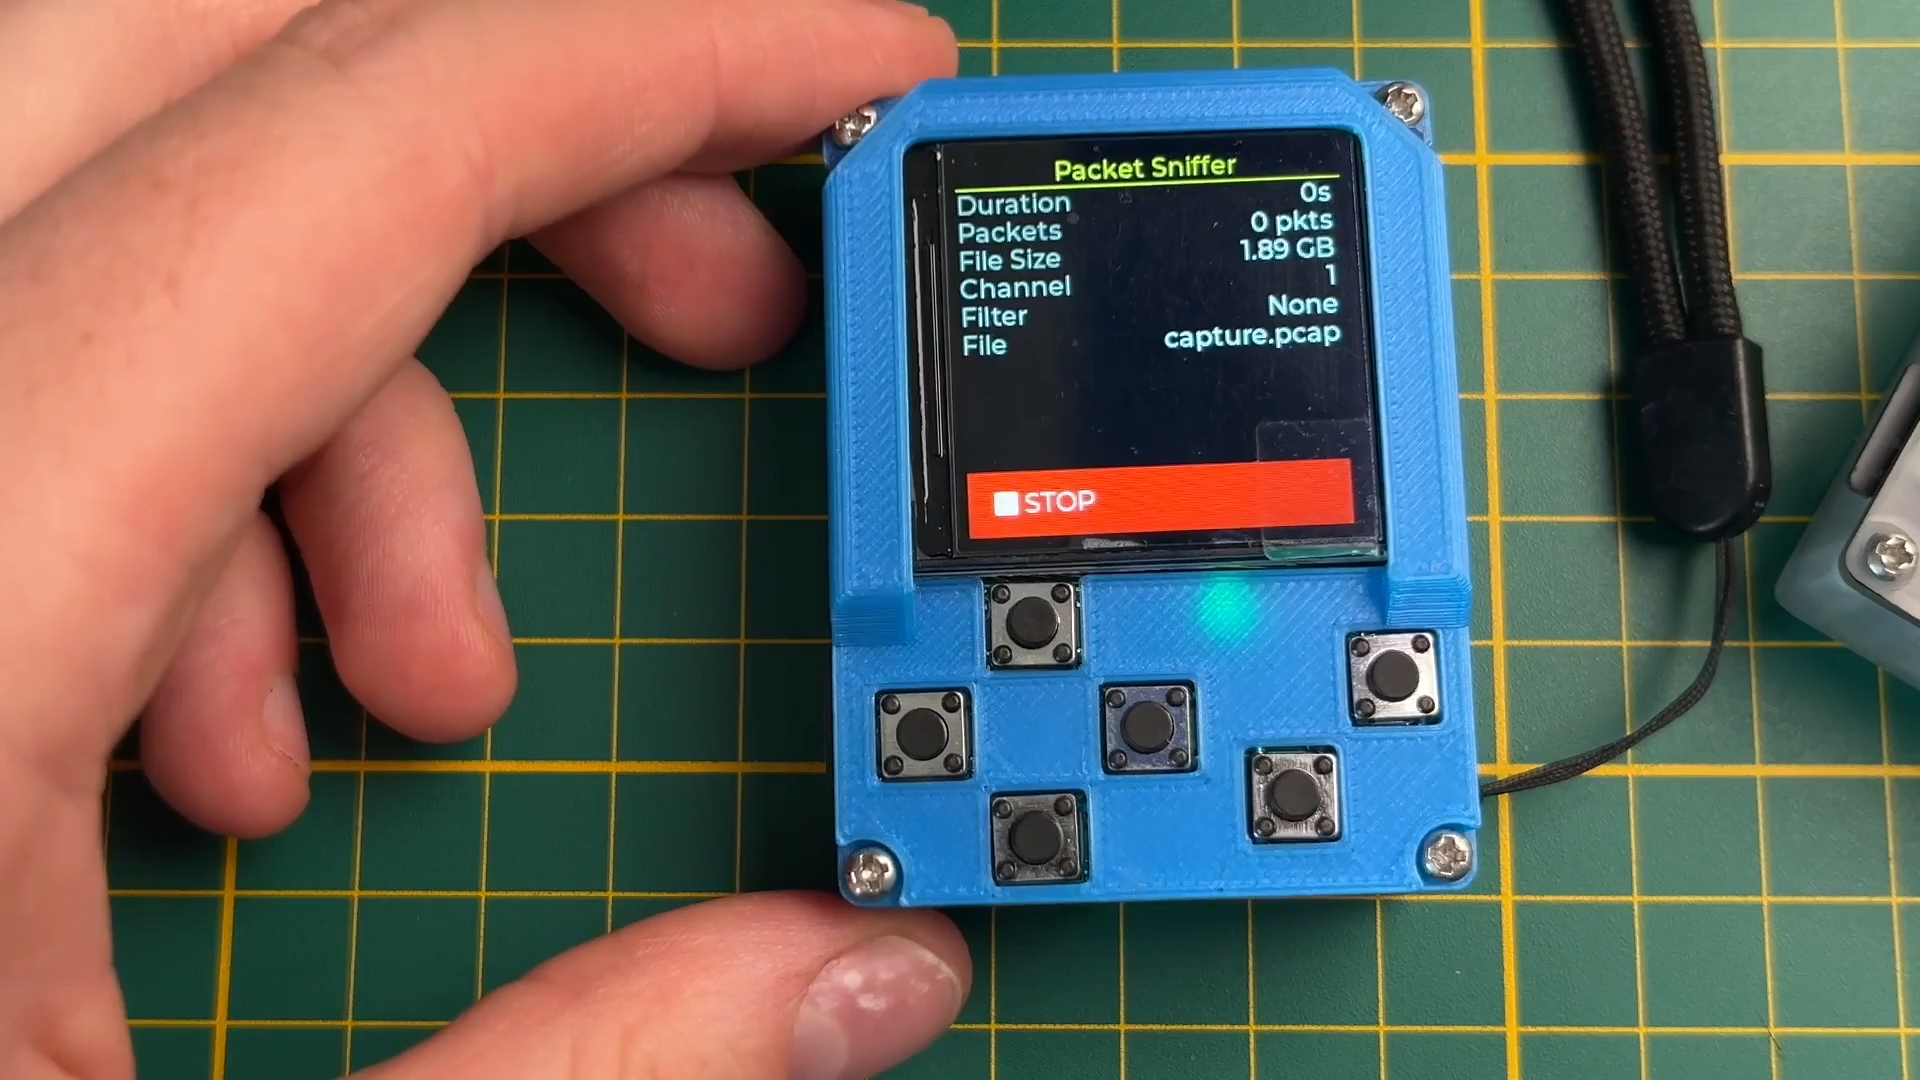 Packet Sniffer
Duration 0s
Packets 0 pkts
File Size 1.89 GB
Channel 1
Filter None
File capture.pcap
STOP